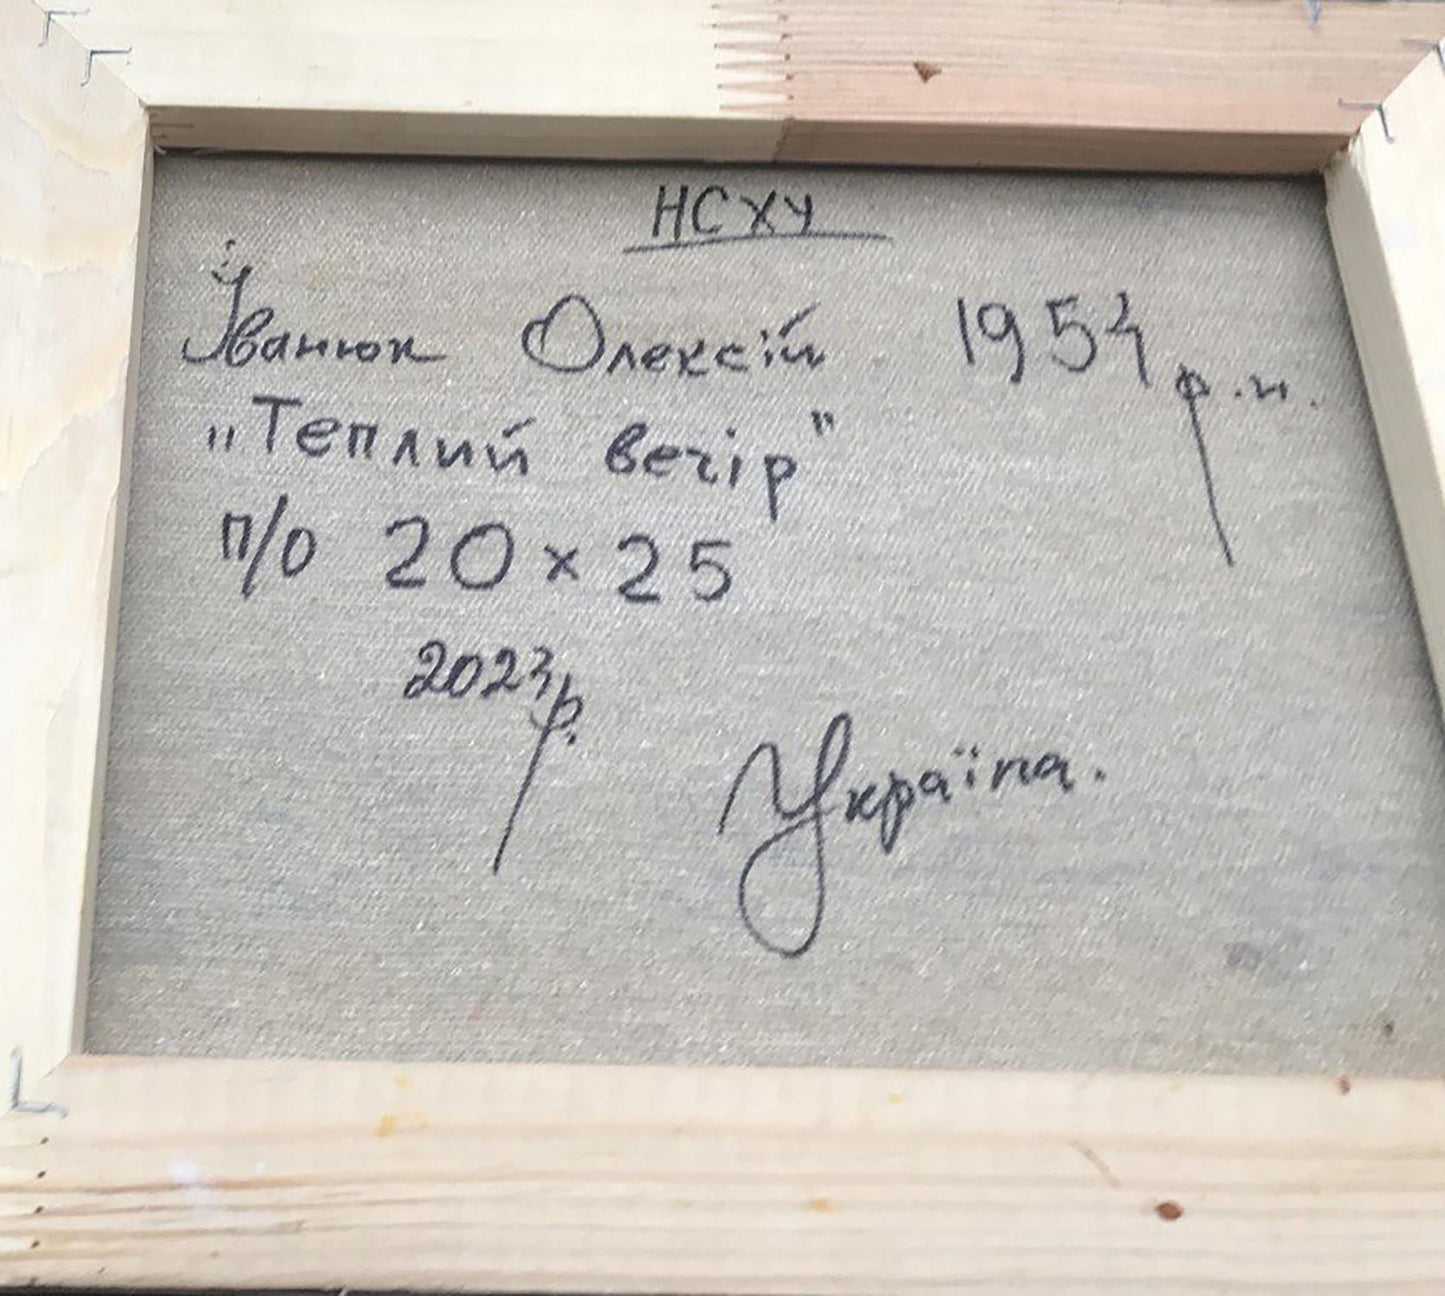 НСХУ
Іванюк Олексій 1954 р.н.
„Теплий вечір"
п/о 20×25
2023р.
Україна.